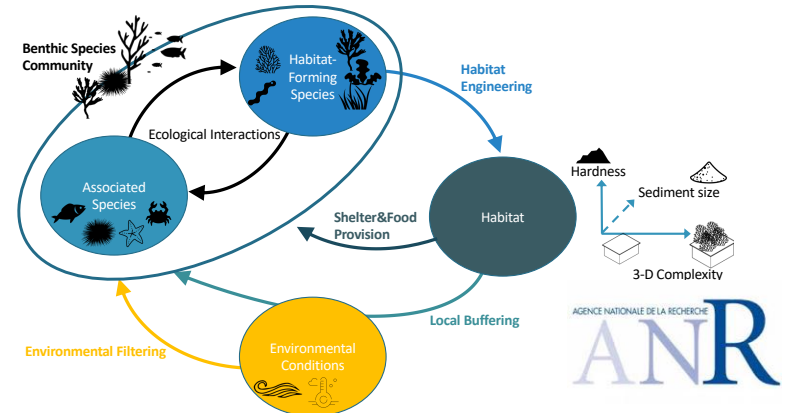 Benthic Species
Community
Habitat-
Forming
Species
Habitat
Engineering
Ecological Interactions
Associated
Species
Habitat
Hardness
Sediment size
3-D Complexity
Shelter&Food
Provision
Local Buffering
Environmental Filtering
Environmental
Conditions
AGENCE NATIONALE DE LA RECHERCHE
ANR